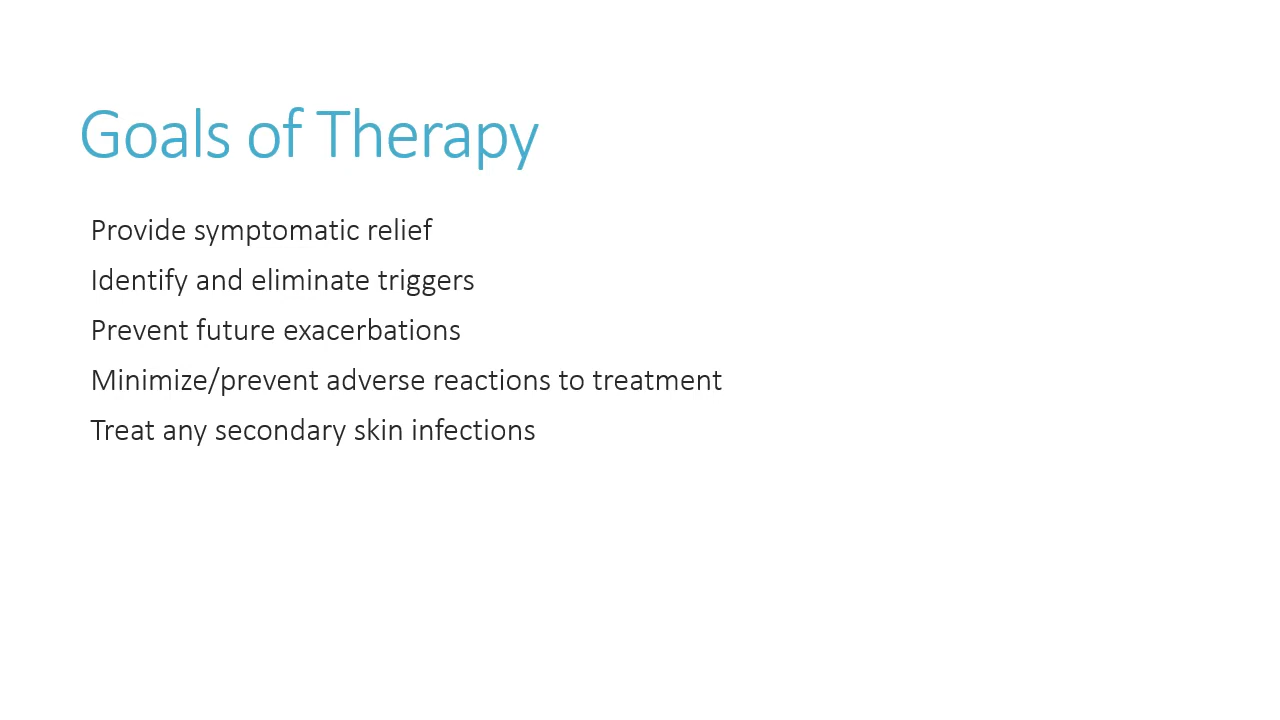 Goals of Therapy
Provide symptomatic relief
Identify and eliminate triggers
Prevent future exacerbations
Minimize/prevent adverse reactions to treatment
Treat any secondary skin infections